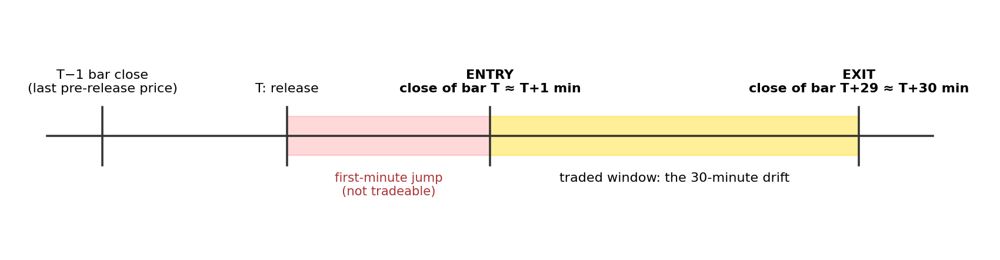 T−1 bar close
(last pre-release price)
T: release
ENTRY
close of bar T ≈ T+1 min
EXIT
close of bar T+29 ≈ T+30 min
first-minute jump
(not tradeable)
traded window: the 30-minute drift